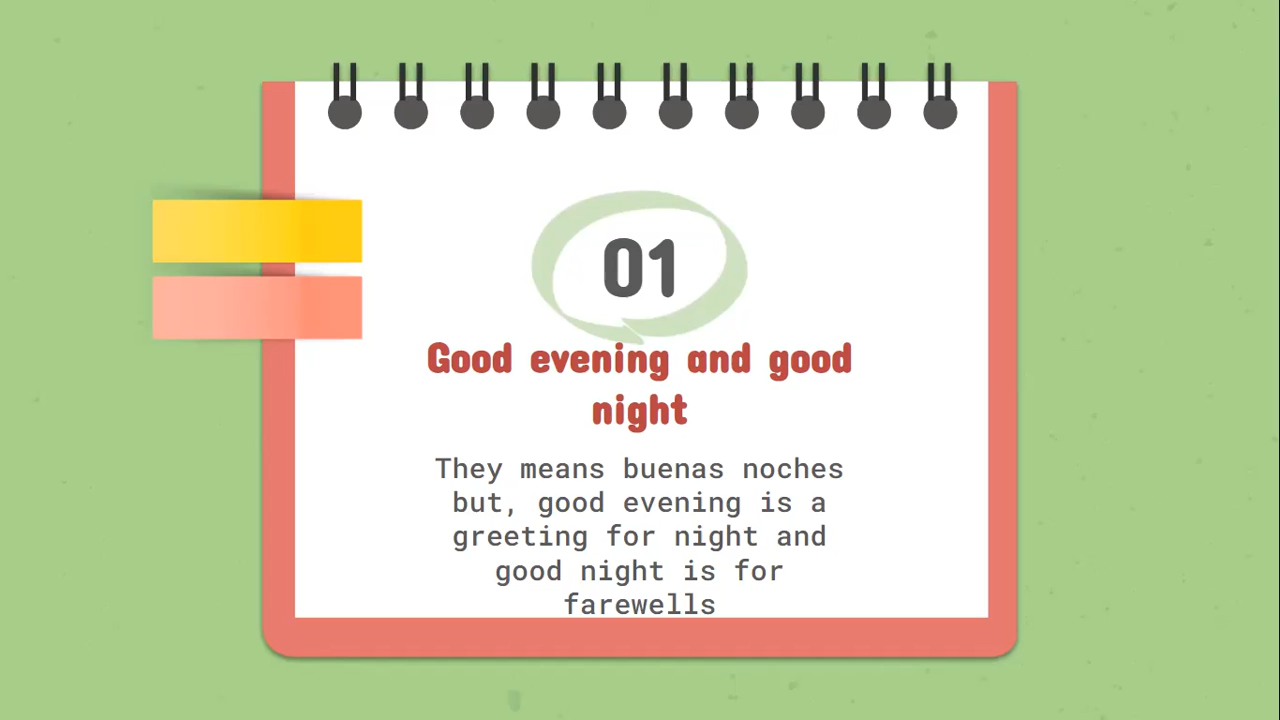 01
Good evening and good
night
They means buenas noches
but, good evening is a
greeting for night and
good night is for
farewells